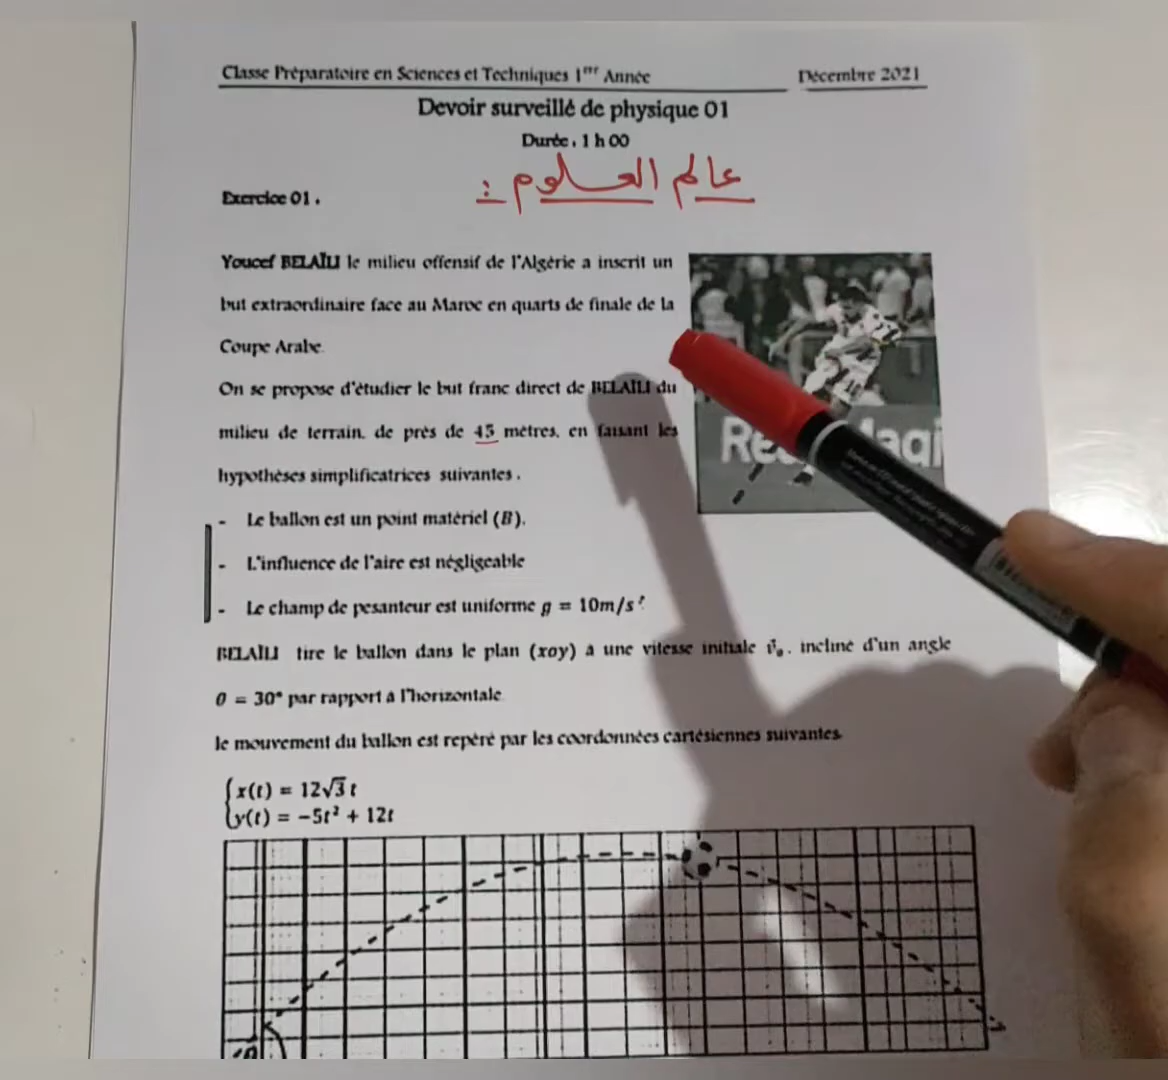 Classe Préparatoire en Sciences et Techniques 1ère Année Décembre 2021
Devoir surveillé de physique 01
Durée : 1 h 00
عالم العلوم :
Exercice 01 :
Youcef BELAÏLI le milieu offensif de l'Algérie a inscrit un
but extraordinaire face au Maroc en quarts de finale de la
Coupe Arabe.
On se propose d'étudier le but franc direct de BELAÏLI du
milieu de terrain, de près de 45 mètres, en faisant les
hypothèses simplificatrices suivantes :
- Le ballon est un point matériel (B).
- L'influence de l'aire est négligeable
- Le champ de pesanteur est uniforme g = 10m/s²
BELAÏLI tire le ballon dans le plan (xoy) à une vitesse initiale v⃗₀, incliné d'un angle
θ = 30° par rapport à l'horizontale.
le mouvement du ballon est repéré par les coordonnées cartésiennes suivantes
x(t) = 12√3 t
y(t) = −5t² + 12t